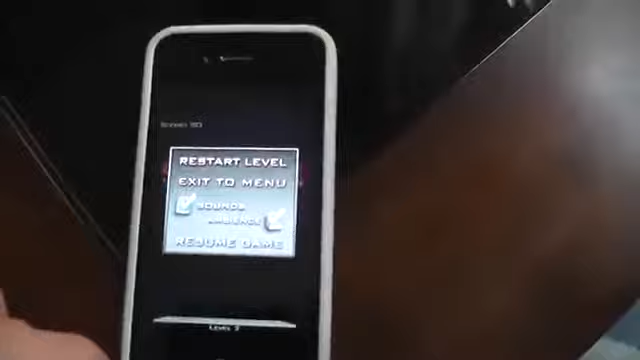 RESTART LEVEL
EXIT TO MENU
SOUNDS
AMBIENCE
RESUME GAME